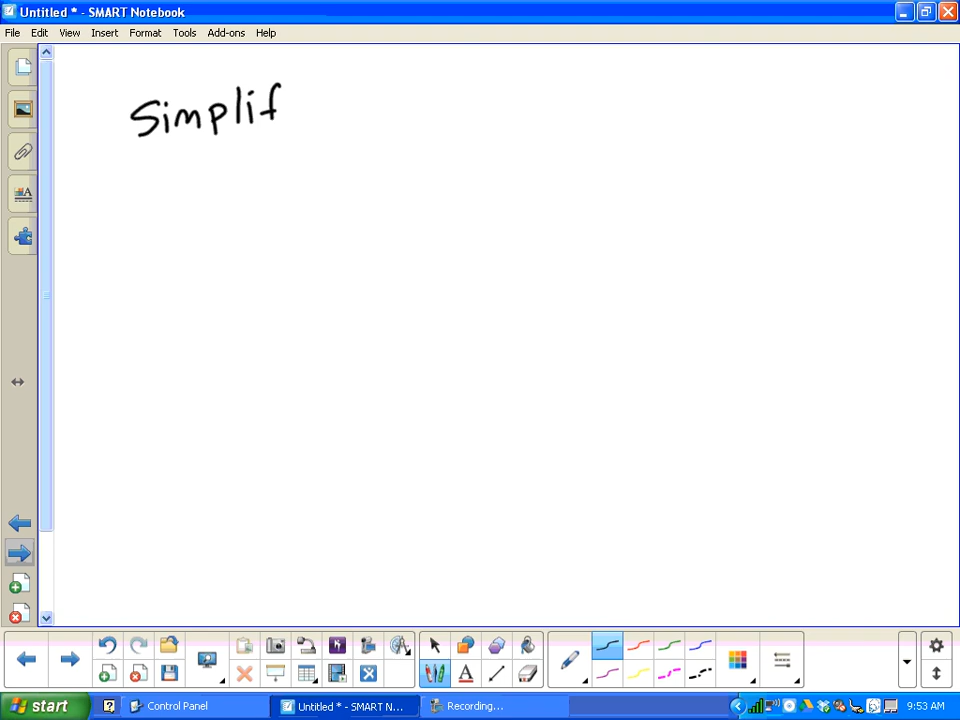 Untitled * - SMART Notebook
File Edit View Insert Format Tools Add-ons Help
Simplif
start Control Panel Untitled * - SMART N... Recording... 9:53 AM